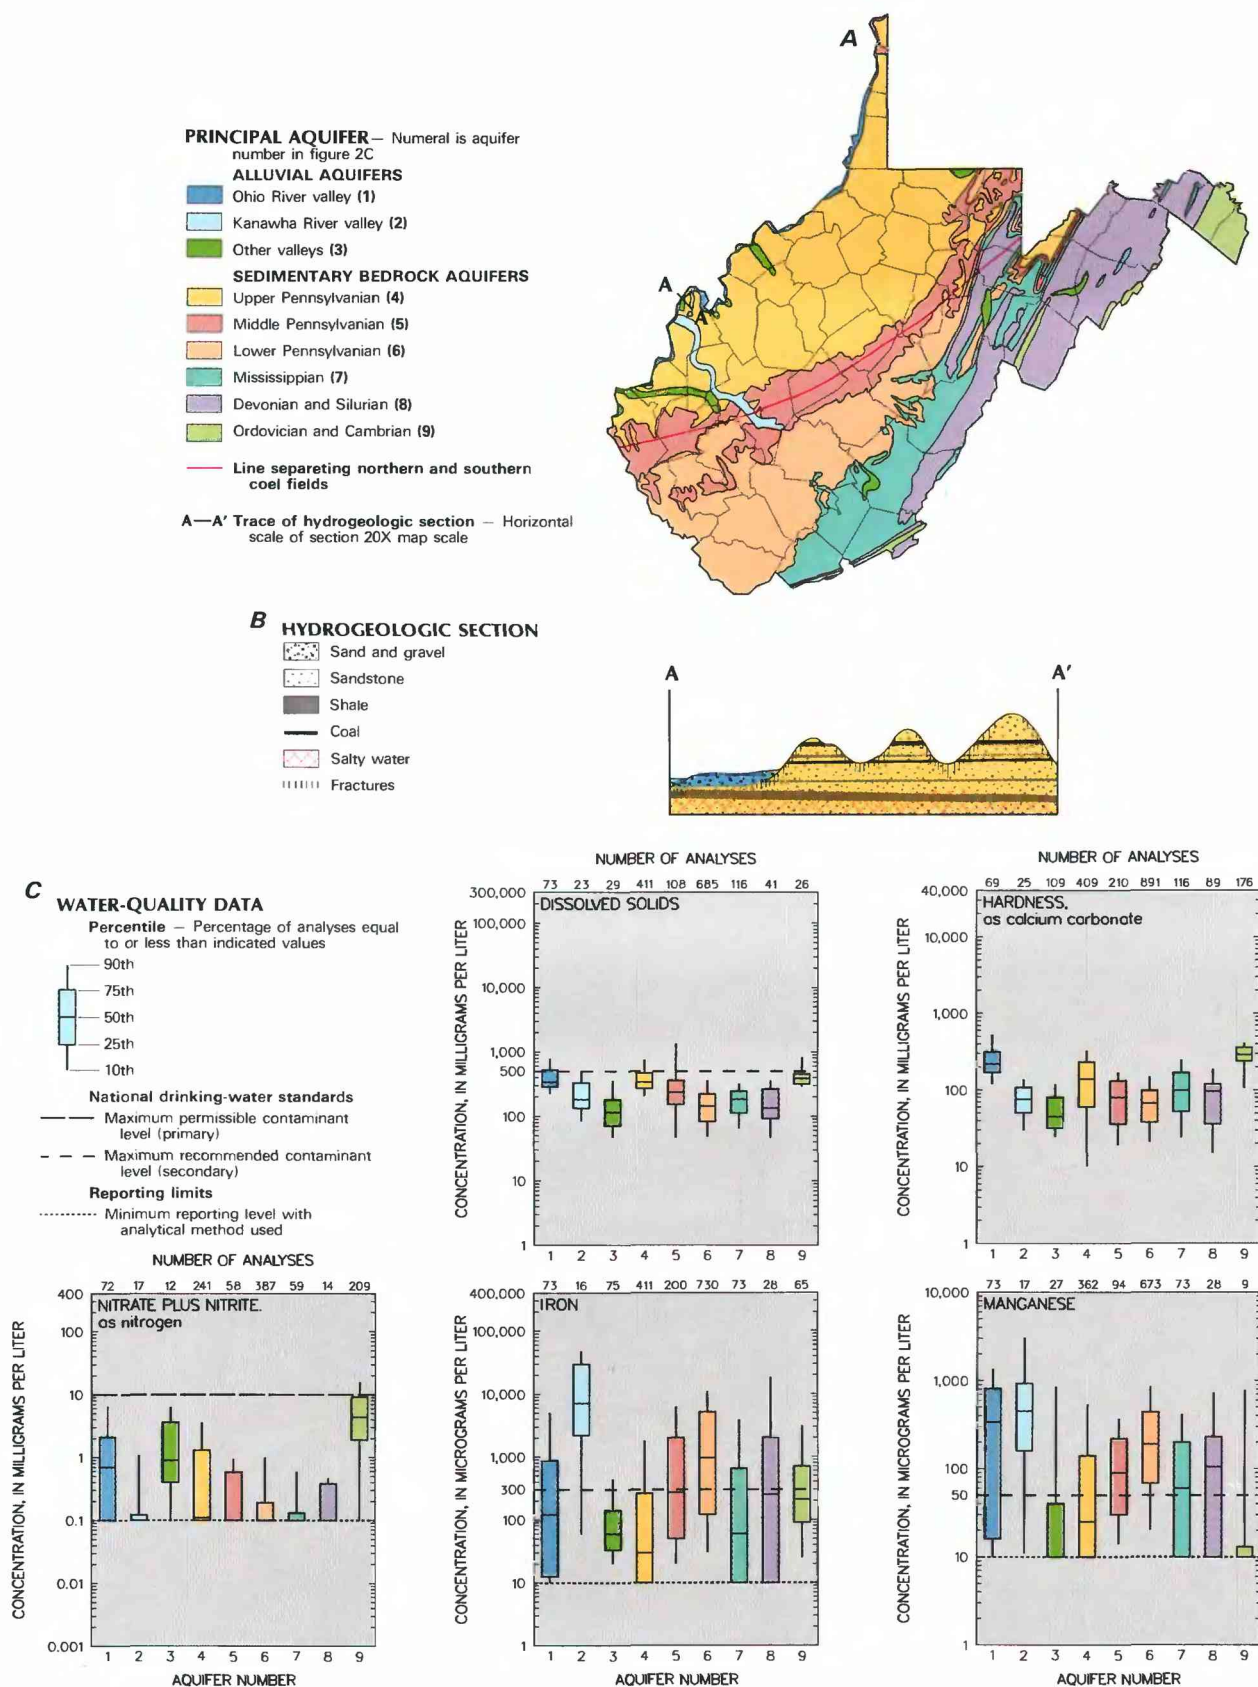 A
PRINCIPAL AQUIFER — Numeral is aquifer
number in figure 2C
ALLUVIAL AQUIFERS
Ohio River valley (1)
Kanawha River valley (2)
Other valleys (3)
SEDIMENTARY BEDROCK AQUIFERS
Upper Pennsylvanian (4)
Middle Pennsylvanian (5)
Lower Pennsylvanian (6)
Mississippian (7)
Devonian and Silurian (8)
Ordovician and Cambrian (9)
Line separeting northern and southern
coel fields
A—A' Trace of hydrogeologic section — Horizontal
scale of section 20X map scale
A
A'
B
HYDROGEOLOGIC SECTION
Sand and gravel
Sandstone
Shale
Coal
Salty water
Fractures
A
A'
C
WATER-QUALITY DATA
Percentile — Percentage of analyses equal
to or less than indicated values
90th
75th
50th
25th
10th
National drinking-water standards
Maximum permissible contaminant
level (primary)
Maximum recommended contaminant
level (secondary)
Reporting limits
Minimum reporting level with
analytical method used
NUMBER OF ANALYSES
73 23 29 411 108 685 116 41 26
DISSOLVED SOLIDS
CONCENTRATION, IN MILLIGRAMS PER LITER
300,000
100,000
10,000
1,000
500
100
10
1
1 2 3 4 5 6 7 8 9
NUMBER OF ANALYSES
69 25 109 409 210 891 116 89 176
HARDNESS,
as calcium carbonate
CONCENTRATION, IN MILLIGRAMS PER LITER
40,000
10,000
1,000
100
10
1
1 2 3 4 5 6 7 8 9
NUMBER OF ANALYSES
72 17 12 241 58 387 59 14 209
NITRATE PLUS NITRITE.
as nitrogen
CONCENTRATION, IN MILLIGRAMS PER LITER
400
100
10
1
0.1
0.01
0.001
1 2 3 4 5 6 7 8 9
AQUIFER NUMBER
73 16 75 411 200 730 73 28 65
IRON
CONCENTRATION, IN MICROGRAMS PER LITER
400,000
100,000
10,000
1,000
300
100
10
1
1 2 3 4 5 6 7 8 9
AQUIFER NUMBER
73 17 27 362 94 673 73 28 9
MANGANESE
CONCENTRATION, IN MICROGRAMS PER LITER
10,000
1,000
100
50
10
1
1 2 3 4 5 6 7 8 9
AQUIFER NUMBER